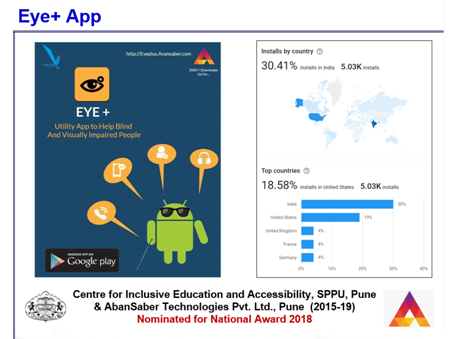 Eye+ App
http://Eyeplus.Avansaber.com
5000 + Downloads
So Far...
EYE +
Utility App to Help Blind
And Visually Impaired People
ANDROID APP ON
Google play
Installs by country
30.41% installs in India 5.03K installs
Top countries
18.58% installs in United States 5.03K installs
India 30%
United States 19%
United Kingdom 4%
France 4%
Germany 4%
0% 10% 20% 30% 40%
Centre for Inclusive Education and Accessibility, SPPU, Pune
& AbanSaber Technologies Pvt. Ltd., Pune (2015-19)
Nominated for National Award 2018